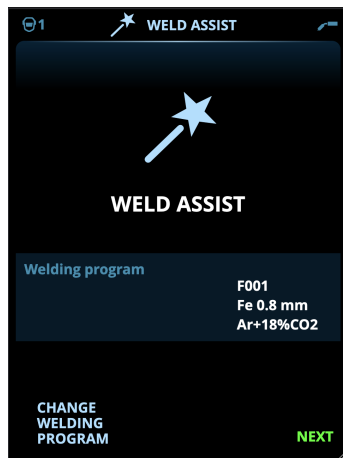 1 WELD ASSIST
WELD ASSIST
Welding program
F001
Fe 0.8 mm
Ar+18%CO2
CHANGE
WELDING
PROGRAM
NEXT